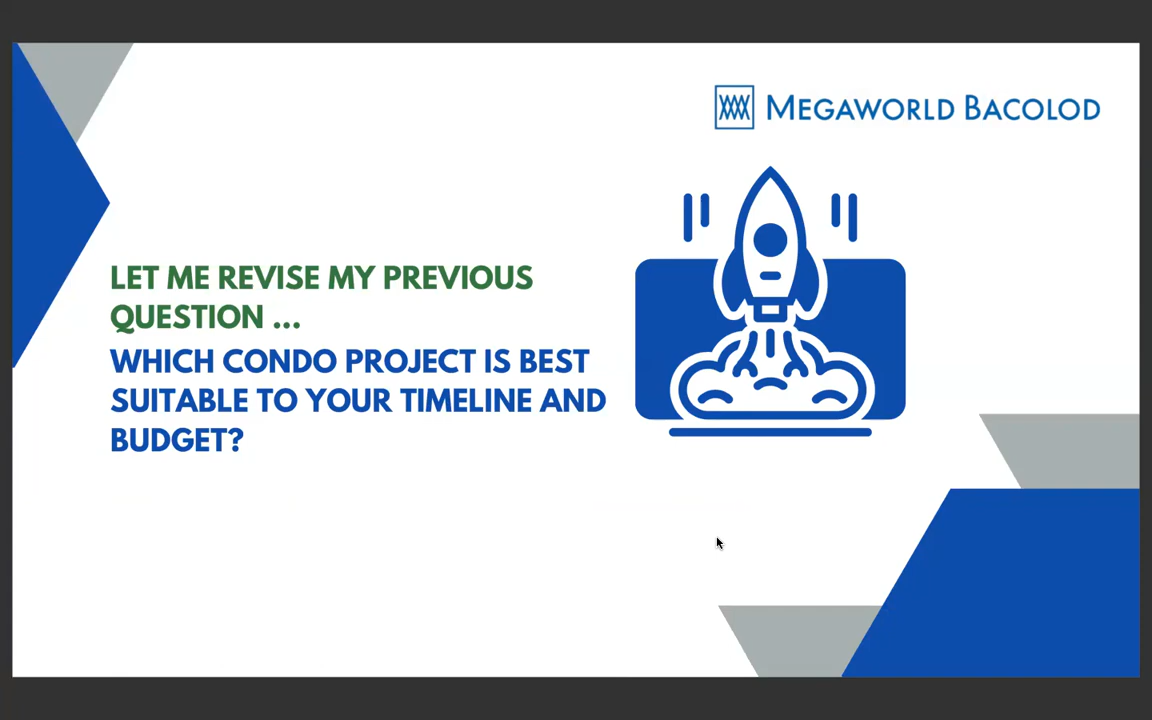 MEGAWORLD BACOLOD
LET ME REVISE MY PREVIOUS
QUESTION ...
WHICH CONDO PROJECT IS BEST
SUITABLE TO YOUR TIMELINE AND
BUDGET?